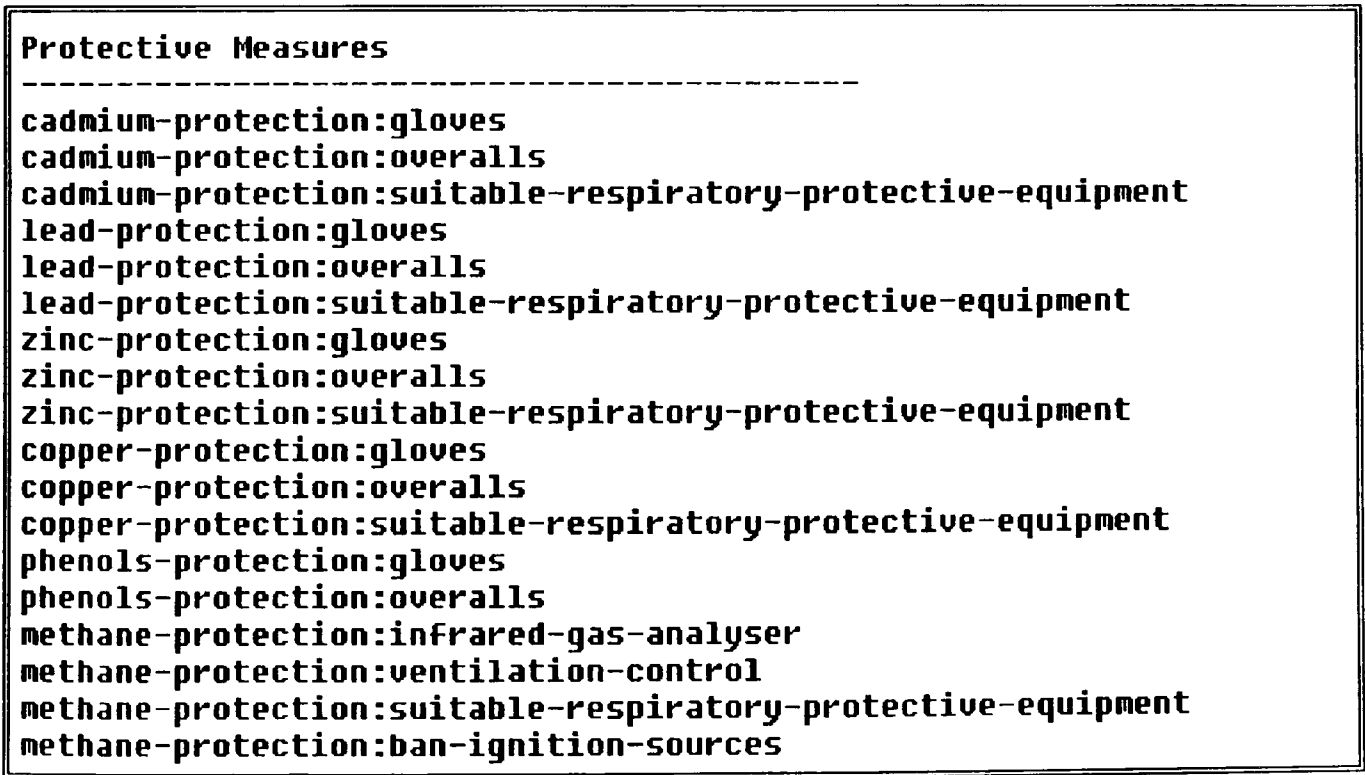 Protective Measures
-------------------------------------------
cadmium-protection:gloves
cadmium-protection:overalls
cadmium-protection:suitable-respiratory-protective-equipment
lead-protection:gloves
lead-protection:overalls
lead-protection:suitable-respiratory-protective-equipment
zinc-protection:gloves
zinc-protection:overalls
zinc-protection:suitable-respiratory-protective-equipment
copper-protection:gloves
copper-protection:overalls
copper-protection:suitable-respiratory-protective-equipment
phenols-protection:gloves
phenols-protection:overalls
methane-protection:infrared-gas-analyser
methane-protection:ventilation-control
methane-protection:suitable-respiratory-protective-equipment
methane-protection:ban-ignition-sources